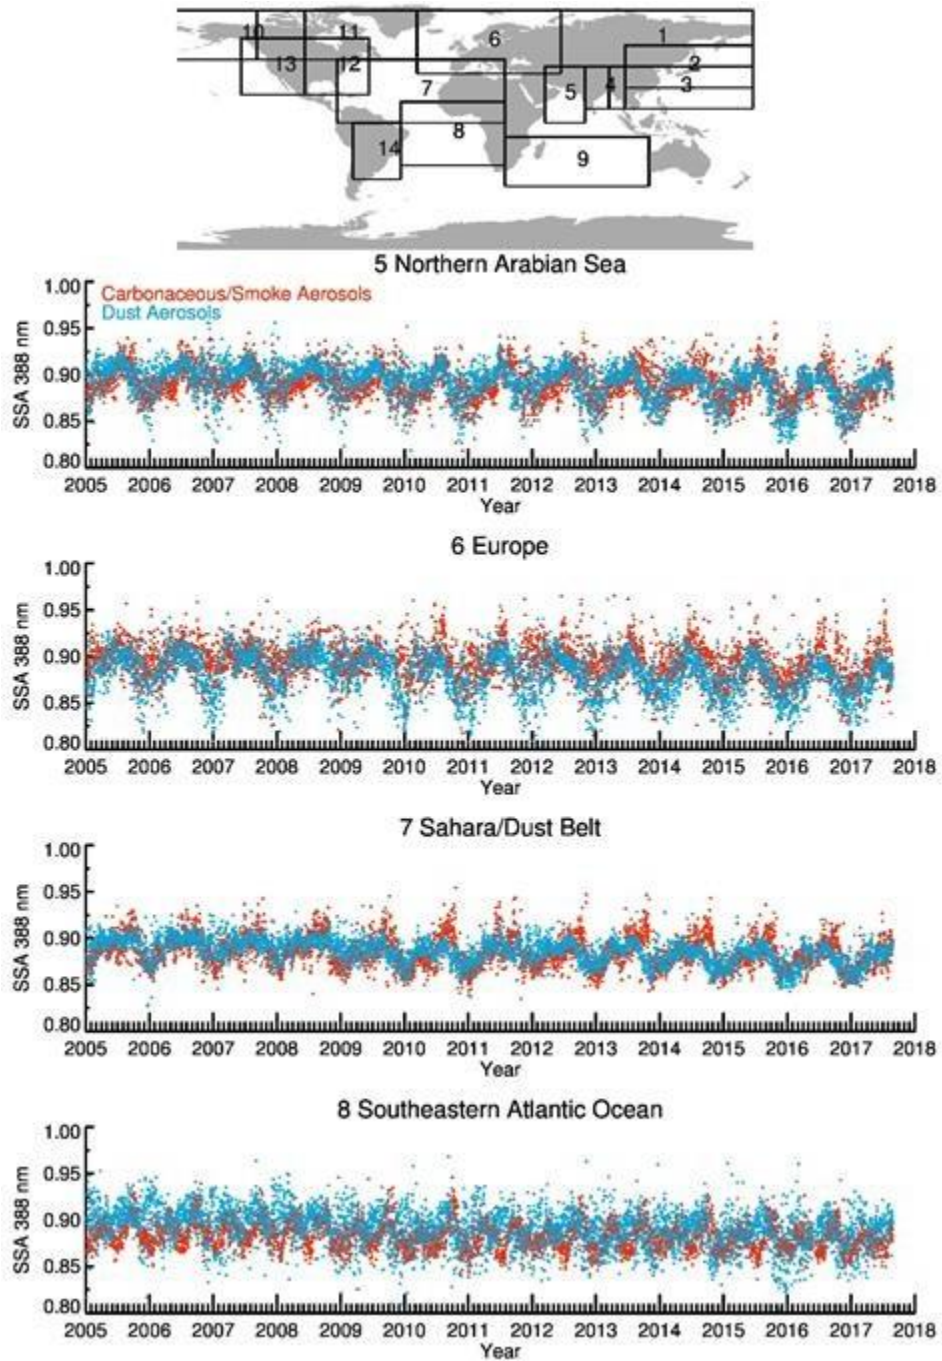 10
11
6
1
13
12
2
7
5
4
3
8
14
9
5 Northern Arabian Sea
Carbonaceous/Smoke Aerosols
Dust Aerosols
SSA 388 nm
1.00
0.95
0.90
0.85
0.80
2005 2006 2007 2008 2009 2010 2011 2012 2013 2014 2015 2016 2017 2018
Year
6 Europe
SSA 388 nm
1.00
0.95
0.90
0.85
0.80
2005 2006 2007 2008 2009 2010 2011 2012 2013 2014 2015 2016 2017 2018
Year
7 Sahara/Dust Belt
SSA 388 nm
1.00
0.95
0.90
0.85
0.80
2005 2006 2007 2008 2009 2010 2011 2012 2013 2014 2015 2016 2017 2018
Year
8 Southeastern Atlantic Ocean
SSA 388 nm
1.00
0.95
0.90
0.85
0.80
2005 2006 2007 2008 2009 2010 2011 2012 2013 2014 2015 2016 2017 2018
Year